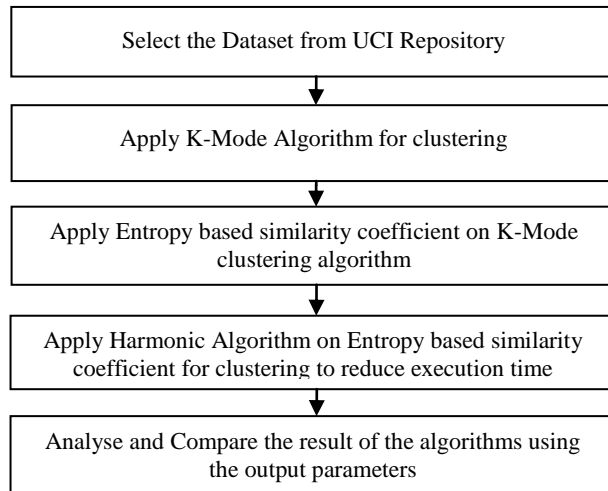 Select the Dataset from UCI Repository
Apply K-Mode Algorithm for clustering
Apply Entropy based similarity coefficient on K-Mode
clustering algorithm
Apply Harmonic Algorithm on Entropy based similarity
coefficient for clustering to reduce execution time
Analyse and Compare the result of the algorithms using
the output parameters